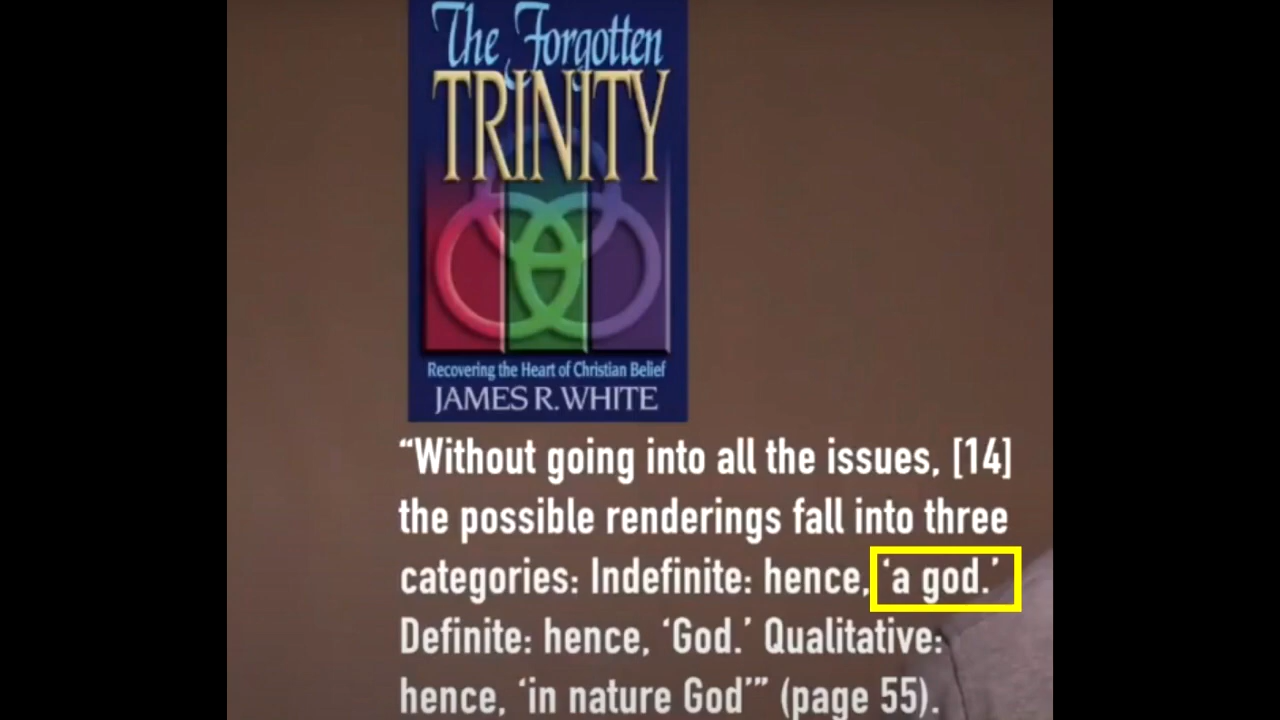 The Forgotten
TRINITY
Recovering the Heart of Christian Belief
JAMES R. WHITE
“Without going into all the issues, [14]
the possible renderings fall into three
categories: Indefinite: hence, ‘a god.’
Definite: hence, ‘God.’ Qualitative:
hence, ‘in nature God’” (page 55).